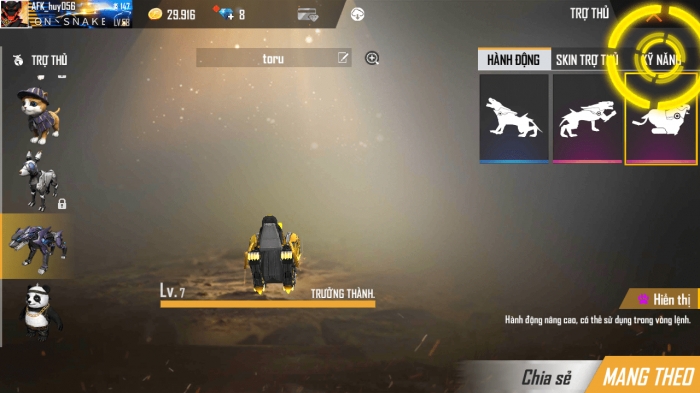 AFK_huy056
147
ON SNAKE
29.916
8
TRỢ THỦ
TRỢ THỦ
toru
HÀNH ĐỘNG
SKIN TRỢ THỦ
KỸ NĂNG
Lv.7
TRƯỞNG THÀNH.
Hiển thị
Hành động nâng cao, có thể sử dụng trong vòng lệnh.
Chia sẻ
MANG THEO